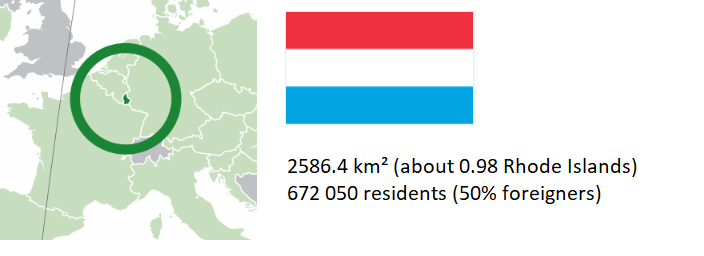 2586.4 km² (about 0.98 Rhode Islands)
672 050 residents (50% foreigners)